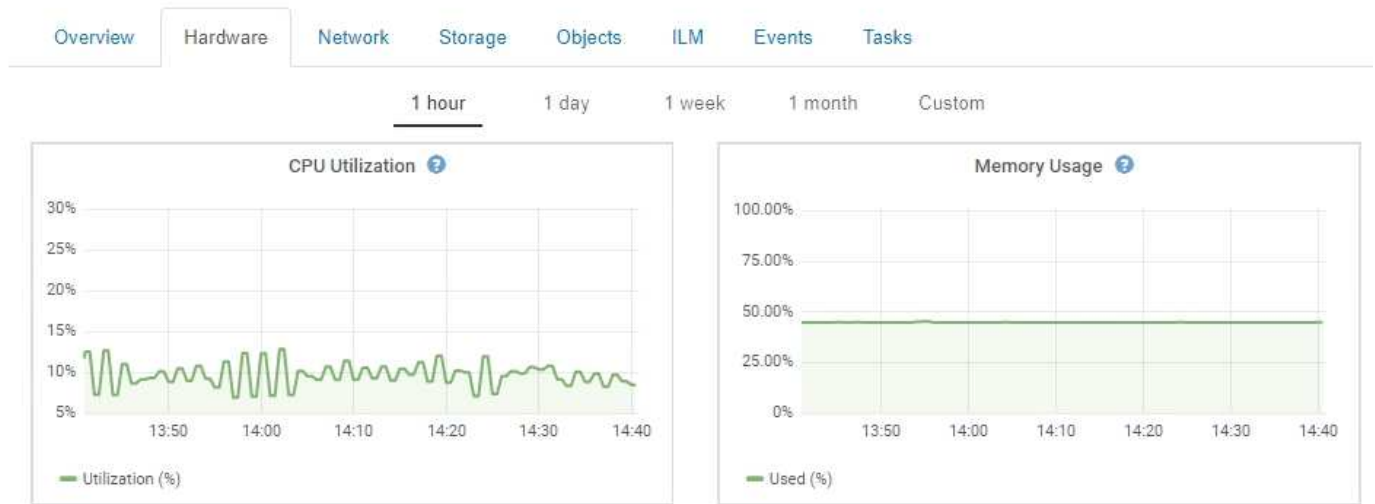 Overview Hardware Network Storage Objects ILM Events Tasks
1 hour 1 day 1 week 1 month Custom
CPU Utilization ?
30%
25%
20%
15%
10%
5%
13:50 14:00 14:10 14:20 14:30 14:40
Utilization (%)
Memory Usage ?
100.00%
75.00%
50.00%
25.00%
0%
13:50 14:00 14:10 14:20 14:30 14:40
Used (%)